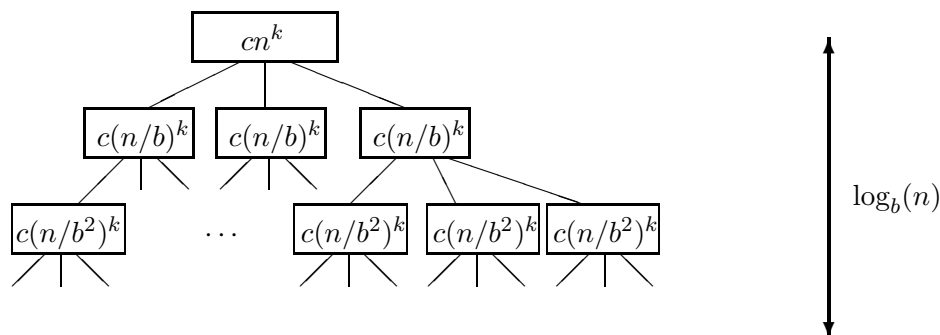 cn^k
c(n/b)^k c(n/b)^k c(n/b)^k
log_b(n)
c(n/b^2)^k ... c(n/b^2)^k c(n/b^2)^k c(n/b^2)^k